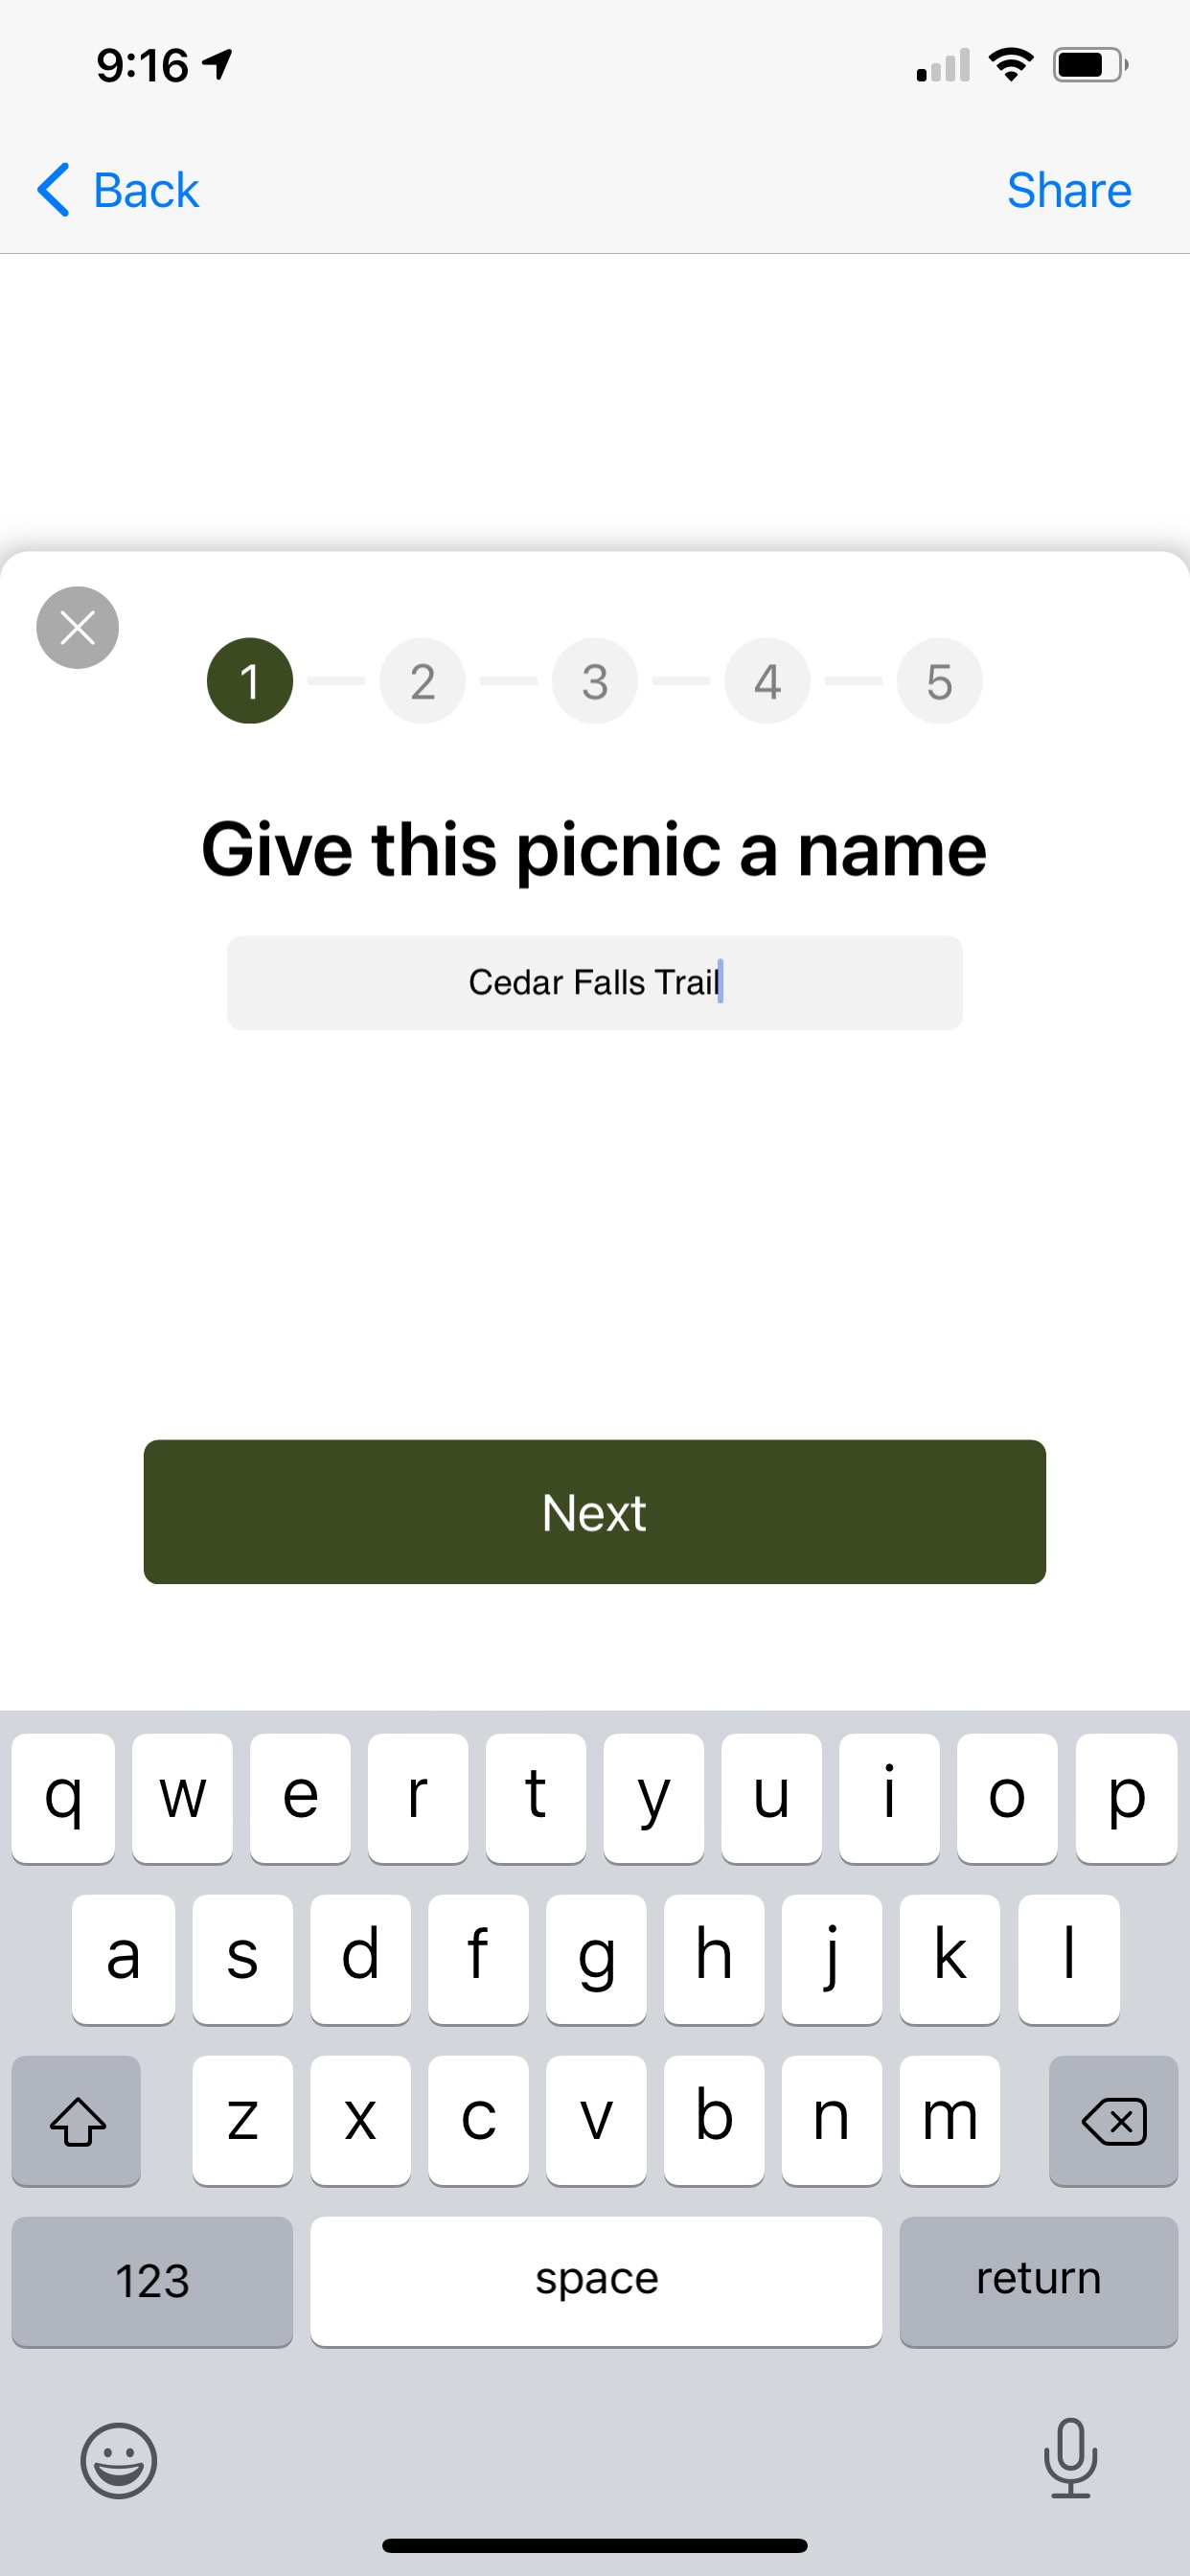 9:16
Back Share
1 2 3 4 5
Give this picnic a name
Cedar Falls Trail
Next
q w e r t y u i o p
a s d f g h j k l
z x c v b n m
123 space return